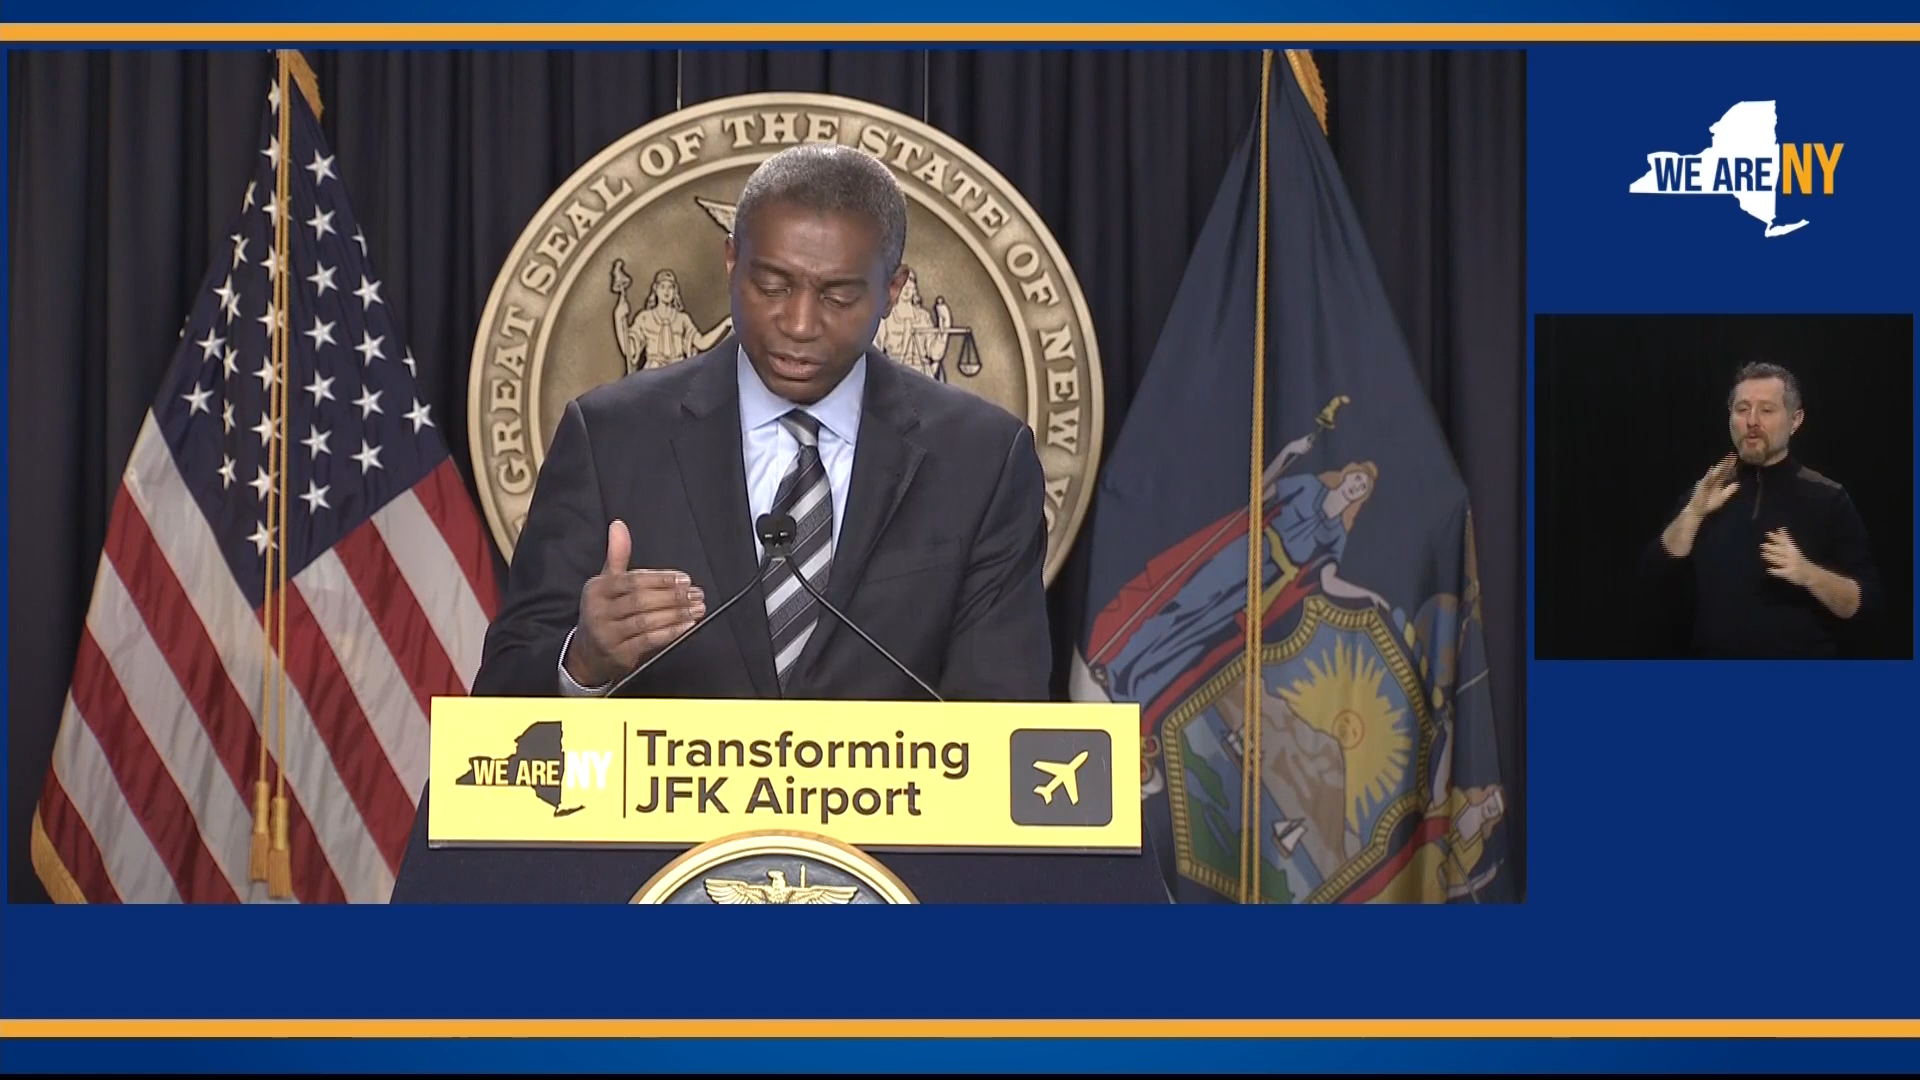 GREAT SEAL OF THE STATE OF NEW
WE ARE NY
WE ARE NY
Transforming
JFK Airport